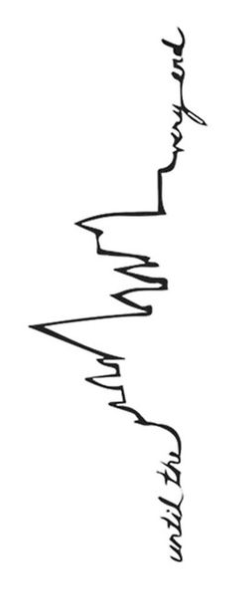 until the very end